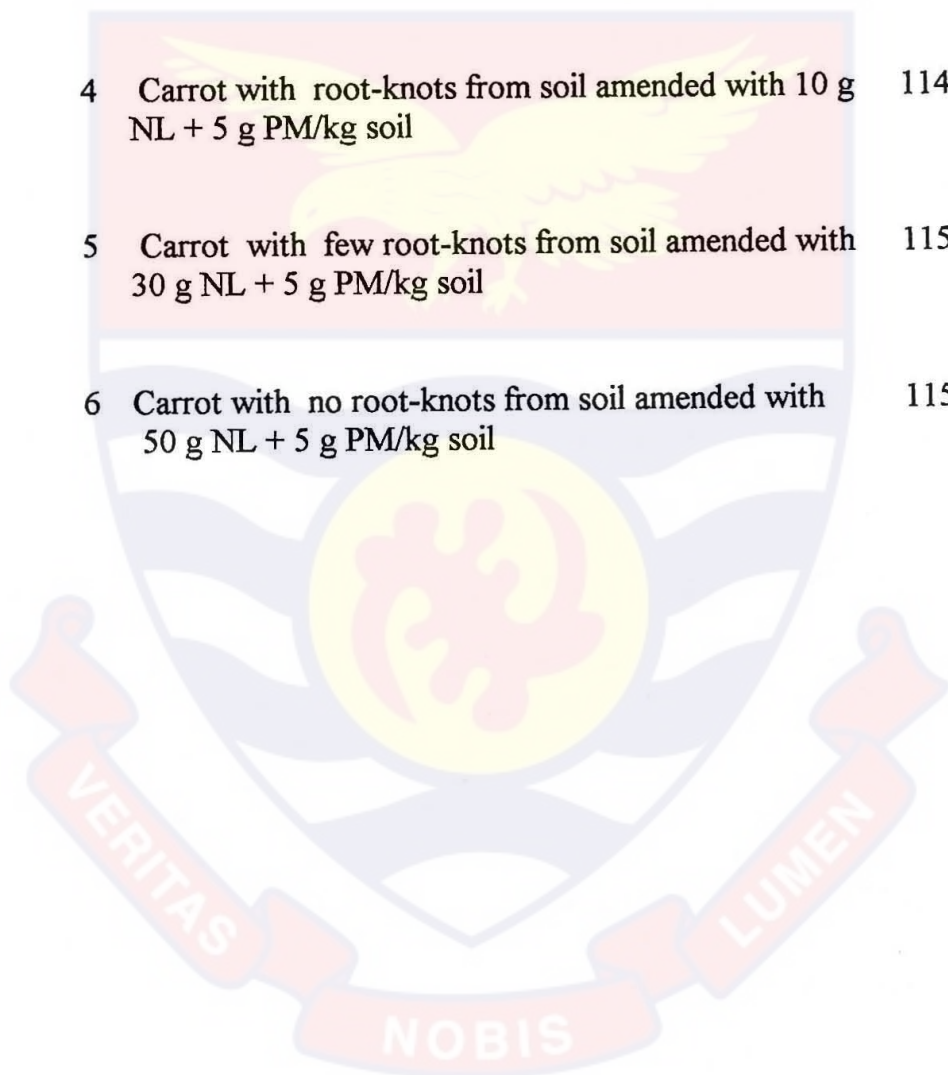 4 Carrot with root-knots from soil amended with 10 g 114
NL + 5 g PM/kg soil
5 Carrot with few root-knots from soil amended with 115
30 g NL + 5 g PM/kg soil
6 Carrot with no root-knots from soil amended with 115
50 g NL + 5 g PM/kg soil
VERITAS
NOBIS
LUMEN